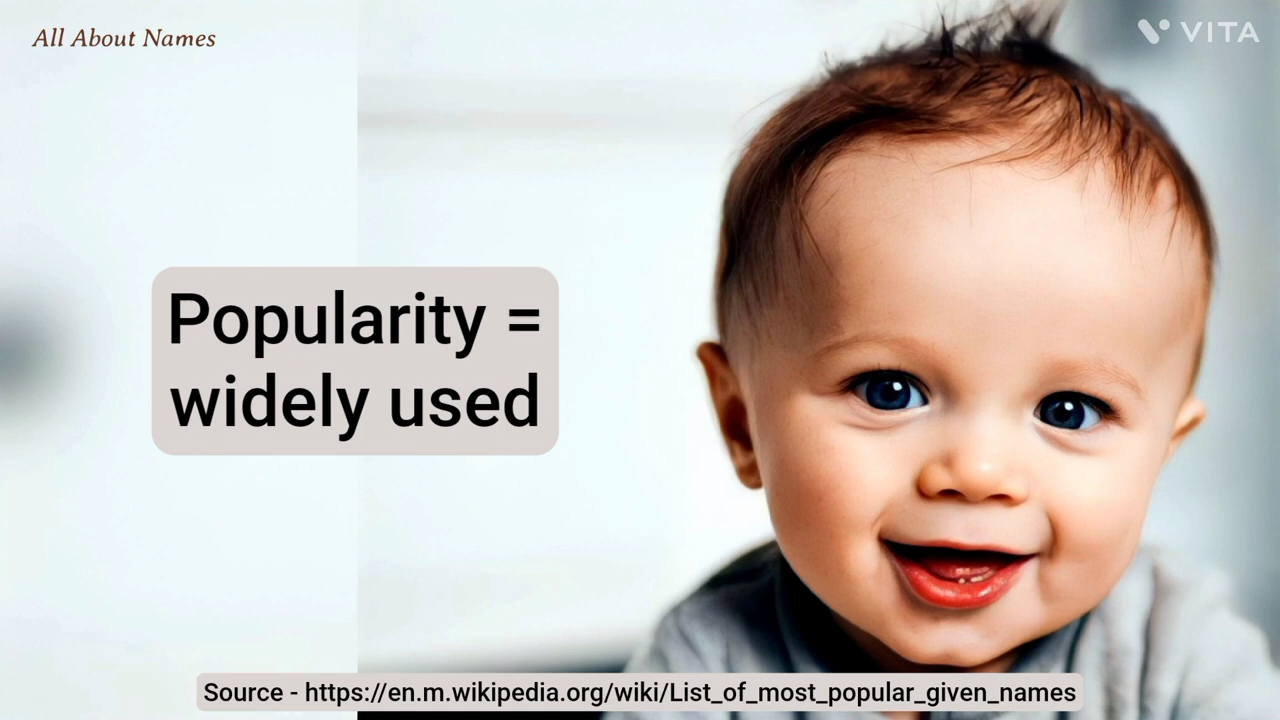 All About Names
VITA
Popularity =
widely used
Source - https://en.m.wikipedia.org/wiki/List_of_most_popular_given_names